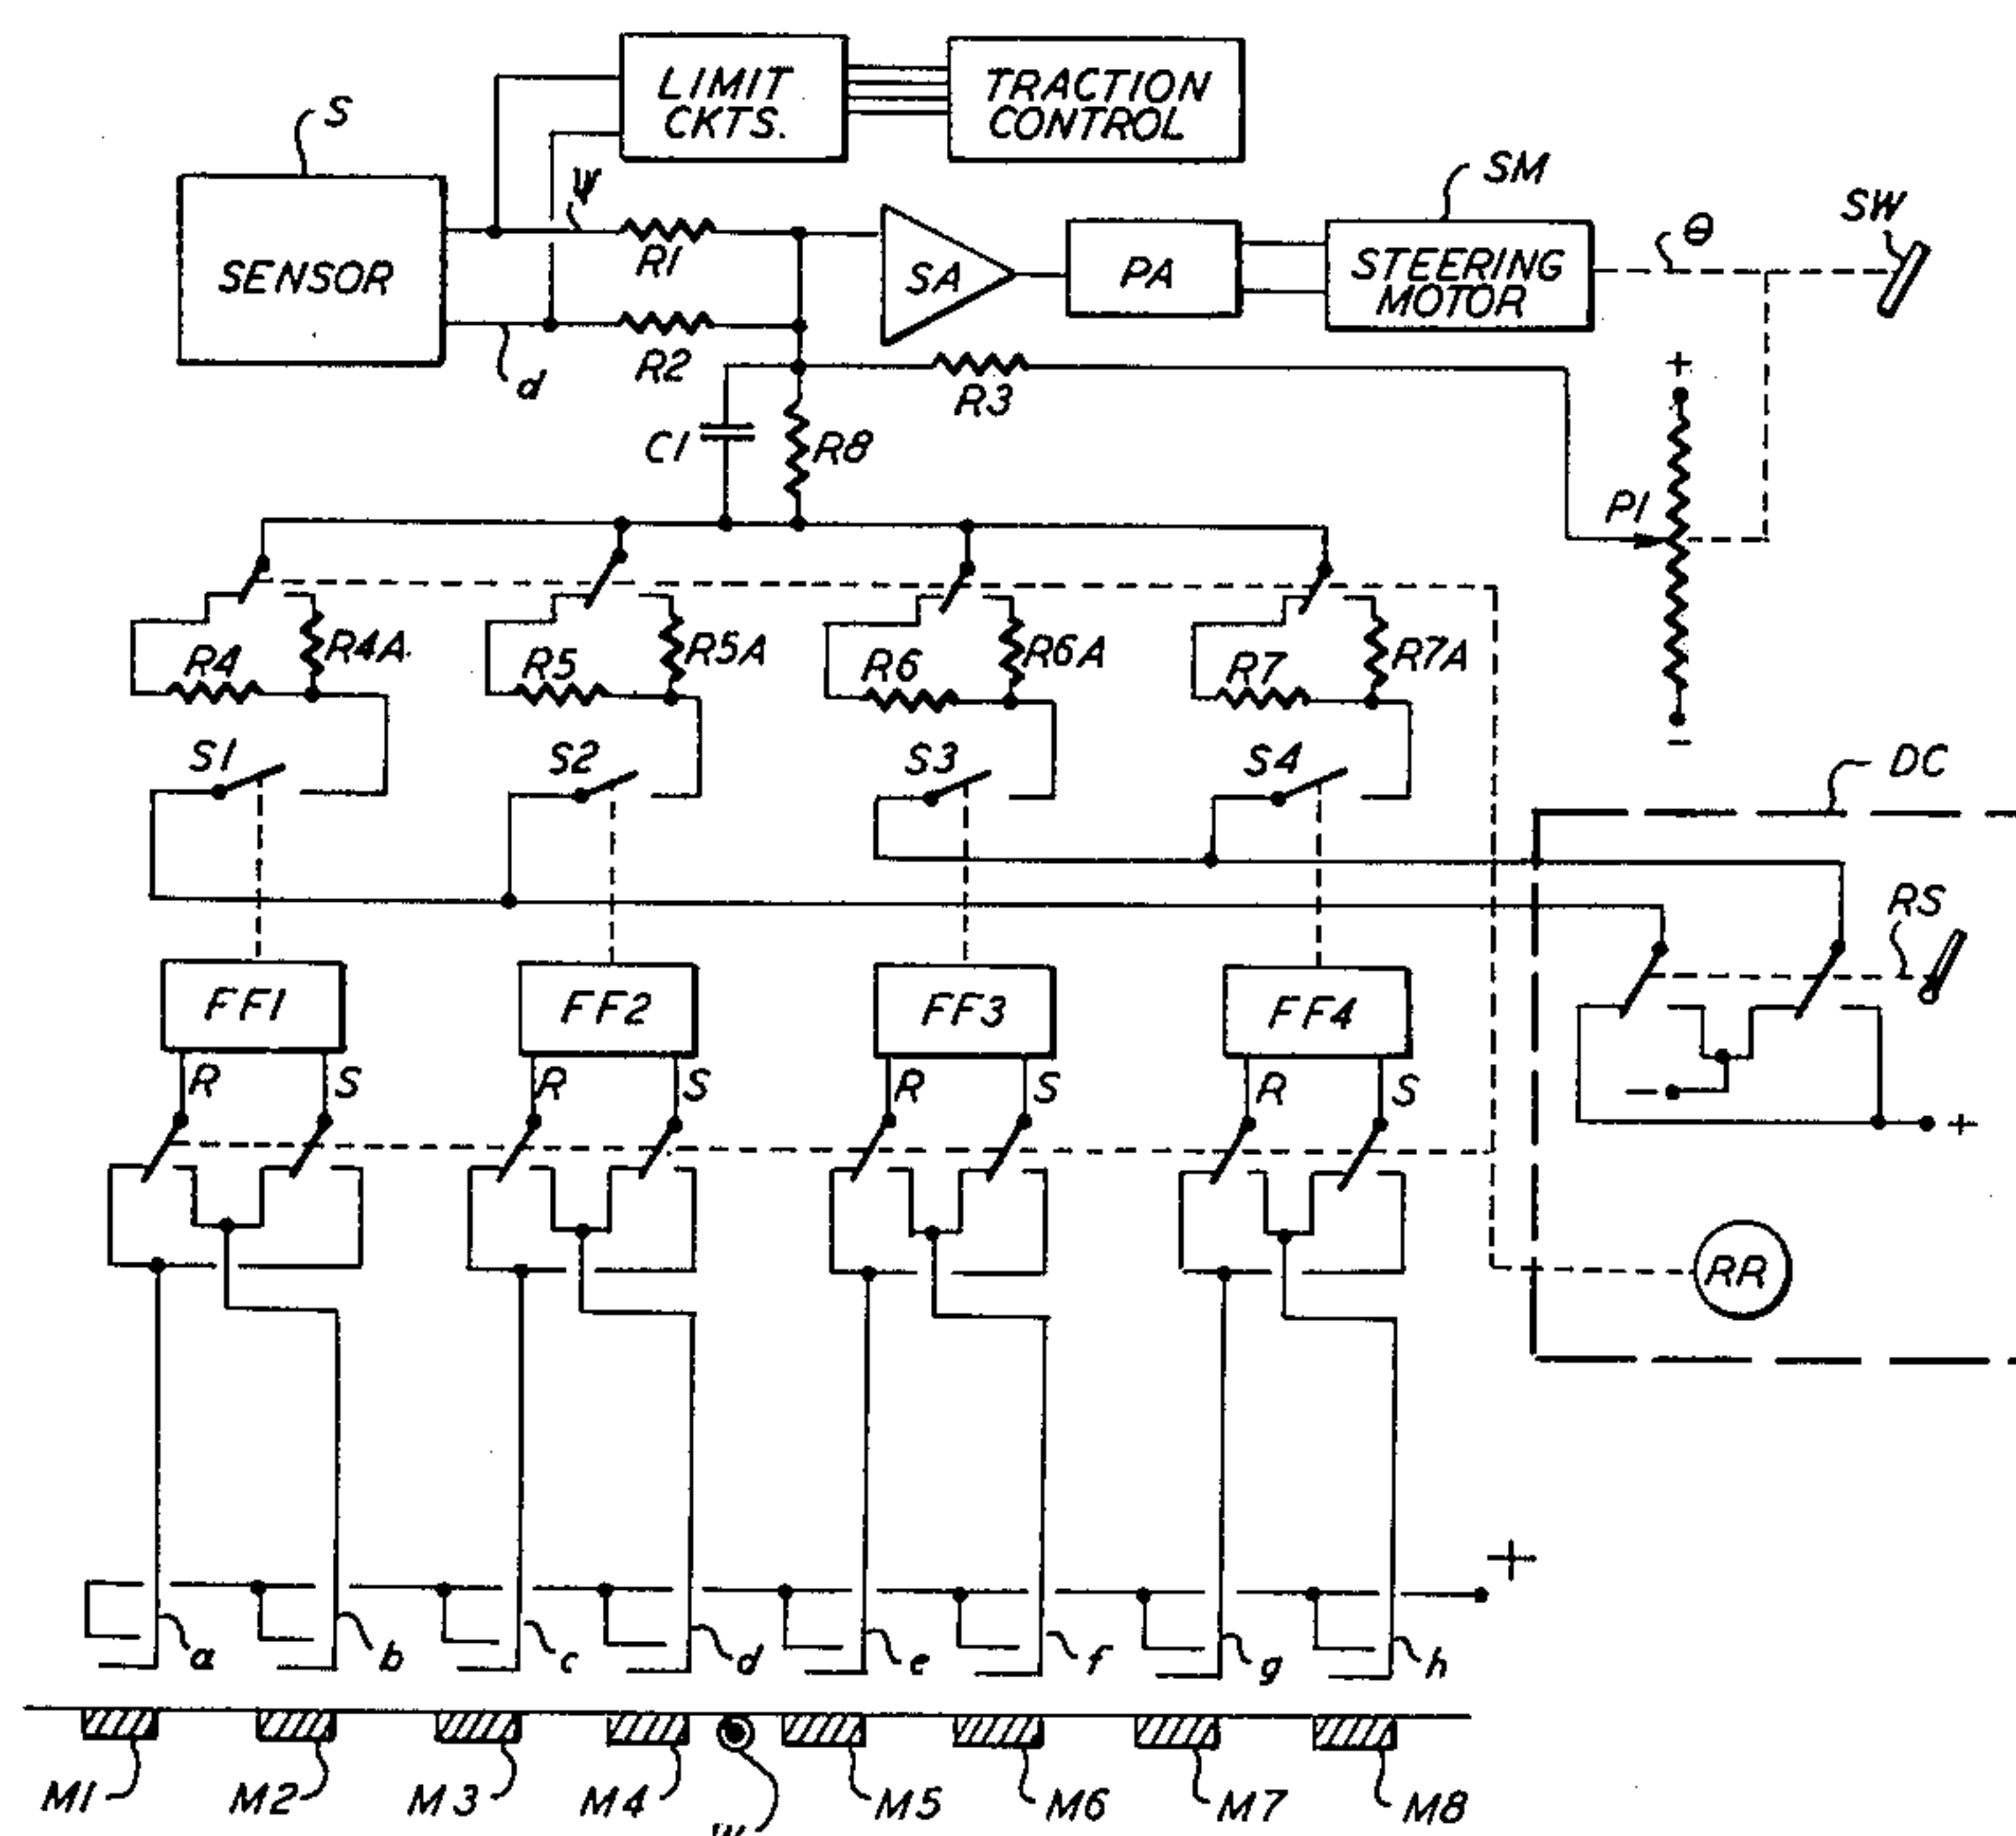 S
LIMIT
CKTS.
TRACTION
CONTROL
ψ
SM
SW
θ
SENSOR
R1
SA
PA
STEERING
MOTOR
d
R2
R3
+
C1
R8
P1
R4
R4A.
R5
R5A
R6
R6A
R7
R7A
−
S1
S2
S3
S4
DC
RS
FF1
FF2
FF3
FF4
R
S
R
S
R
S
R
S
−
+
RR
+
a
b
c
d
e
f
g
h
M1
M2
M3
M4
M5
M6
M7
M8